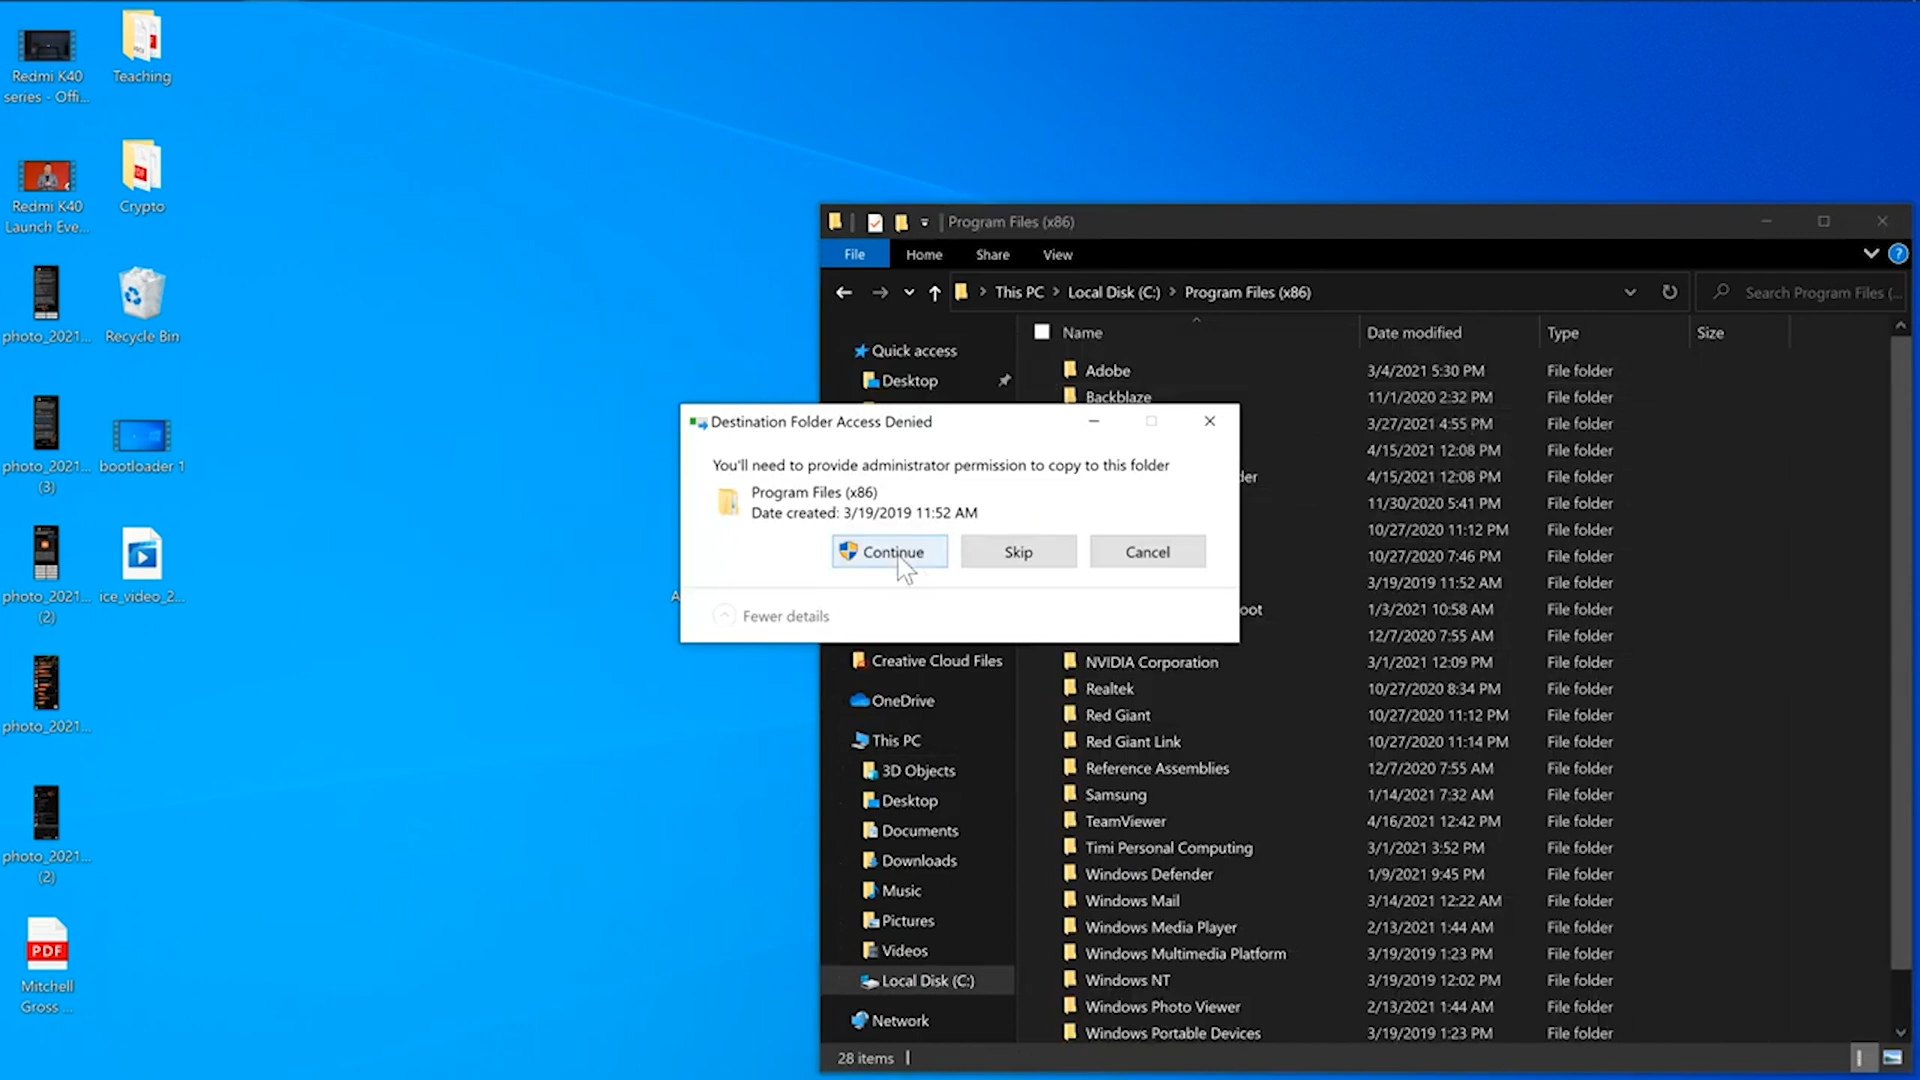 Redmi K40
series - Offi...
Teaching
Redmi K40
Launch Eve...
Crypto
photo_2021...
Recycle Bin
photo_2021...
(3)
bootloader 1
photo_2021...
(2)
ice_video_2...
photo_2021...
photo_2021...
(2)
PDF
Mitchell
Gross ...
Program Files (x86)
File
Home
Share
View
?
This PC
Local Disk (C:)
Program Files (x86)
Search Program Files (...
Name
Date modified
Type
Size
Quick access
Desktop
Adobe
3/4/2021 5:30 PM
File folder
Backblaze
11/1/2020 2:32 PM
File folder
3/27/2021 4:55 PM
File folder
4/15/2021 12:08 PM
File folder
der
4/15/2021 12:08 PM
File folder
11/30/2020 5:41 PM
File folder
10/27/2020 11:12 PM
File folder
10/27/2020 7:46 PM
File folder
3/19/2019 11:52 AM
File folder
oot
1/3/2021 10:58 AM
File folder
12/7/2020 7:55 AM
File folder
Destination Folder Access Denied
You'll need to provide administrator permission to copy to this folder
Program Files (x86)
Date created: 3/19/2019 11:52 AM
Continue
Skip
Cancel
Fewer details
A
Creative Cloud Files
OneDrive
This PC
3D Objects
Desktop
Documents
Downloads
Music
Pictures
Videos
Local Disk (C:)
Network
NVIDIA Corporation
3/1/2021 12:09 PM
File folder
Realtek
10/27/2020 8:34 PM
File folder
Red Giant
10/27/2020 11:12 PM
File folder
Red Giant Link
10/27/2020 11:14 PM
File folder
Reference Assemblies
12/7/2020 7:55 AM
File folder
Samsung
1/14/2021 7:32 AM
File folder
TeamViewer
4/16/2021 12:42 PM
File folder
Timi Personal Computing
3/1/2021 3:52 PM
File folder
Windows Defender
1/9/2021 9:45 PM
File folder
Windows Mail
3/14/2021 12:22 AM
File folder
Windows Media Player
2/13/2021 1:44 AM
File folder
Windows Multimedia Platform
3/19/2019 1:23 PM
File folder
Windows NT
3/19/2019 12:02 PM
File folder
Windows Photo Viewer
2/13/2021 1:44 AM
File folder
Windows Portable Devices
3/19/2019 1:23 PM
File folder
28 items